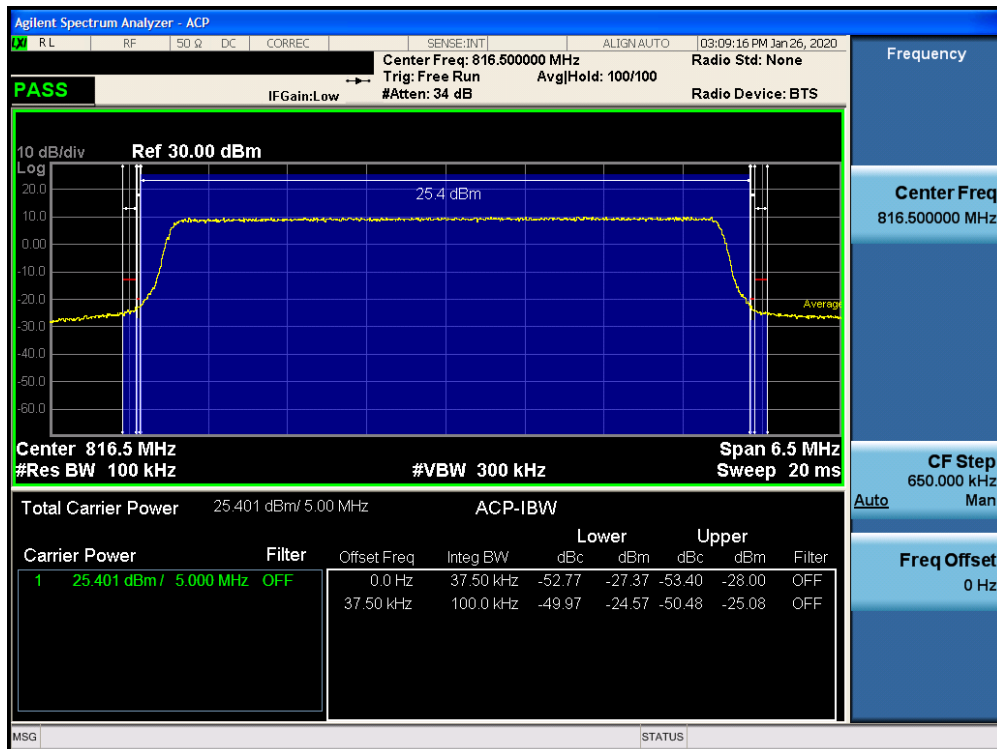 Agilent Spectrum Analyzer - ACP
LXI RL RF 50 Ω DC CORREC SENSE:INT ALIGN AUTO 03:09:16 PM Jan 26, 2020
Center Freq: 816.500000 MHz Radio Std: None
Trig: Free Run Avg|Hold: 100/100
PASS IFGain:Low #Atten: 34 dB Radio Device: BTS
Frequency
10 dB/div Ref 30.00 dBm
Log
20.0
25.4 dBm
10.0
0.00
-10.0
-20.0
Average
-30.0
-40.0
-50.0
-60.0
Center 816.5 MHz Span 6.5 MHz
#Res BW 100 kHz #VBW 300 kHz Sweep 20 ms
Total Carrier Power 25.401 dBm/ 5.00 MHz ACP-IBW
Lower Upper
Carrier Power Filter Offset Freq Integ BW dBc dBm dBc dBm Filter
1 25.401 dBm / 5.000 MHz OFF 0.0 Hz 37.50 kHz -52.77 -27.37 -53.40 -28.00 OFF
37.50 kHz 100.0 kHz -49.97 -24.57 -50.48 -25.08 OFF
Center Freq
816.500000 MHz
CF Step
650.000 kHz
Auto Man
Freq Offset
0 Hz
MSG STATUS